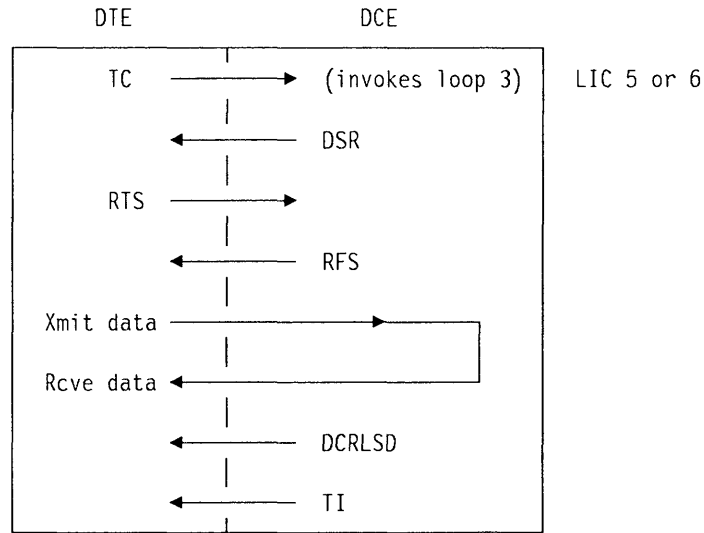 DTE DCE
TC (invokes loop 3) LIC 5 or 6
DSR
RTS
RFS
Xmit data
Rcve data
DCRLSD
TI